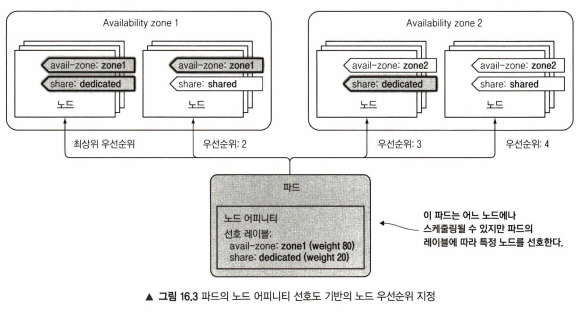 Availability zone 1
avail-zone: zone1
share: dedicated
노드
avail-zone: zone1
share: shared
노드
Availability zone 2
avail-zone: zone2
share: dedicated
노드
avail-zone: zone2
share: shared
노드
최상위 우선순위
우선순위: 2
우선순위: 3
우선순위: 4
파드
노드 어피니티
선호 레이블:
avail-zone: zone1 (weight 80)
share: dedicated (weight 20)
이 파드는 어느 노드에나
스케줄링될 수 있지만 파드의
레이블에 따라 특정 노드를 선호한다.
▲ 그림 16.3 파드의 노드 어피니티 선호도 기반의 노드 우선순위 지정